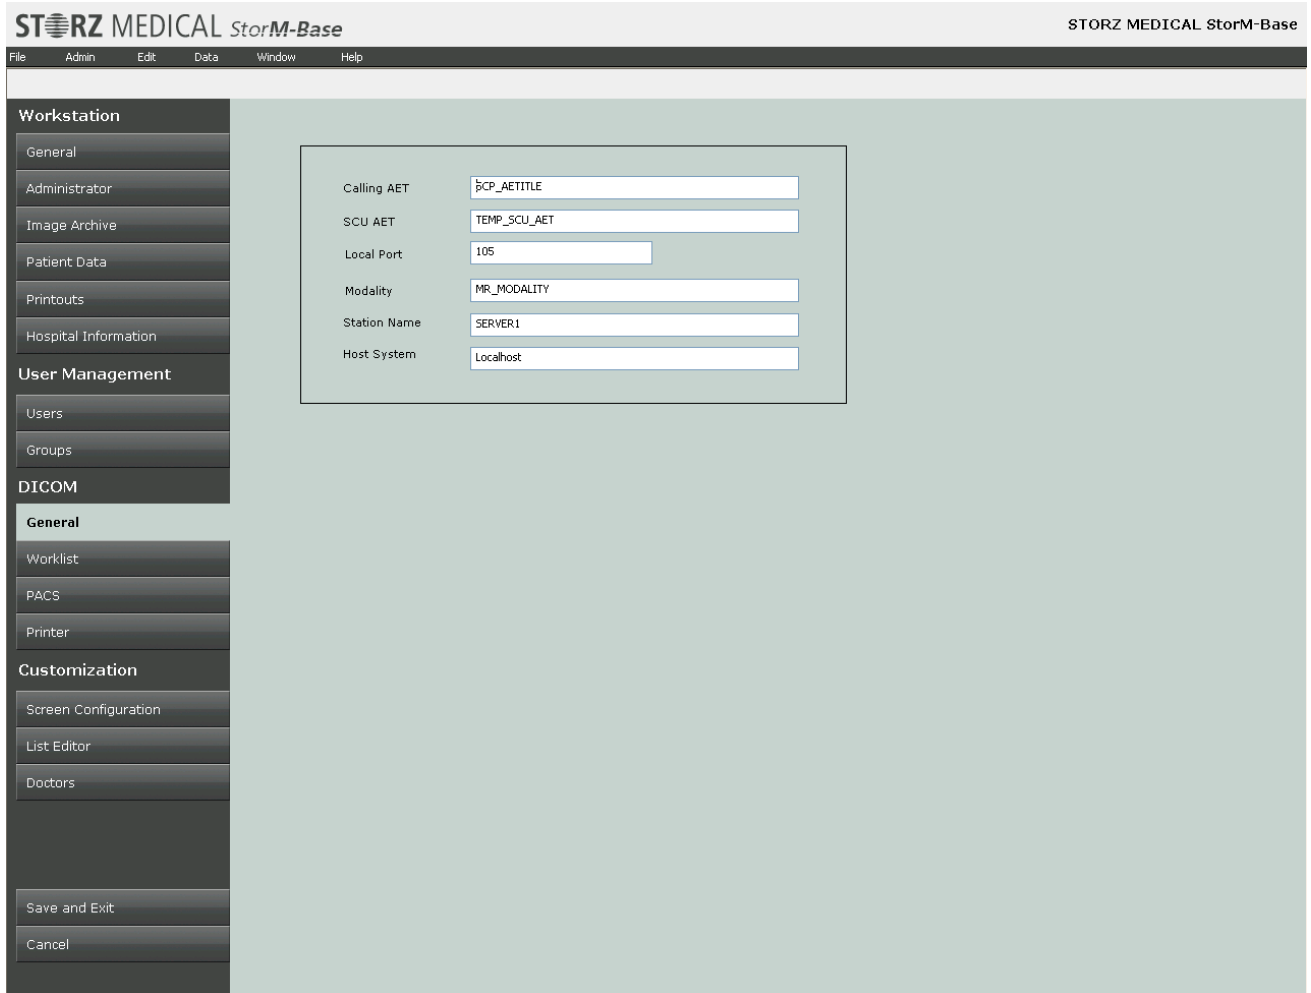 STORZ MEDICAL StorM-Base
STORZ MEDICAL StorM-Base
File Admin Edit Data Window Help
Workstation
General
Administrator
Image Archive
Patient Data
Printouts
Hospital Information
User Management
Users
Groups
DICOM
General
Worklist
PACS
Printer
Customization
Screen Configuration
List Editor
Doctors
Save and Exit
Cancel
Calling AET SCP_AETITLE
SCU AET TEMP_SCU_AET
Local Port 105
Modality MR_MODALITY
Station Name SERVER1
Host System Localhost